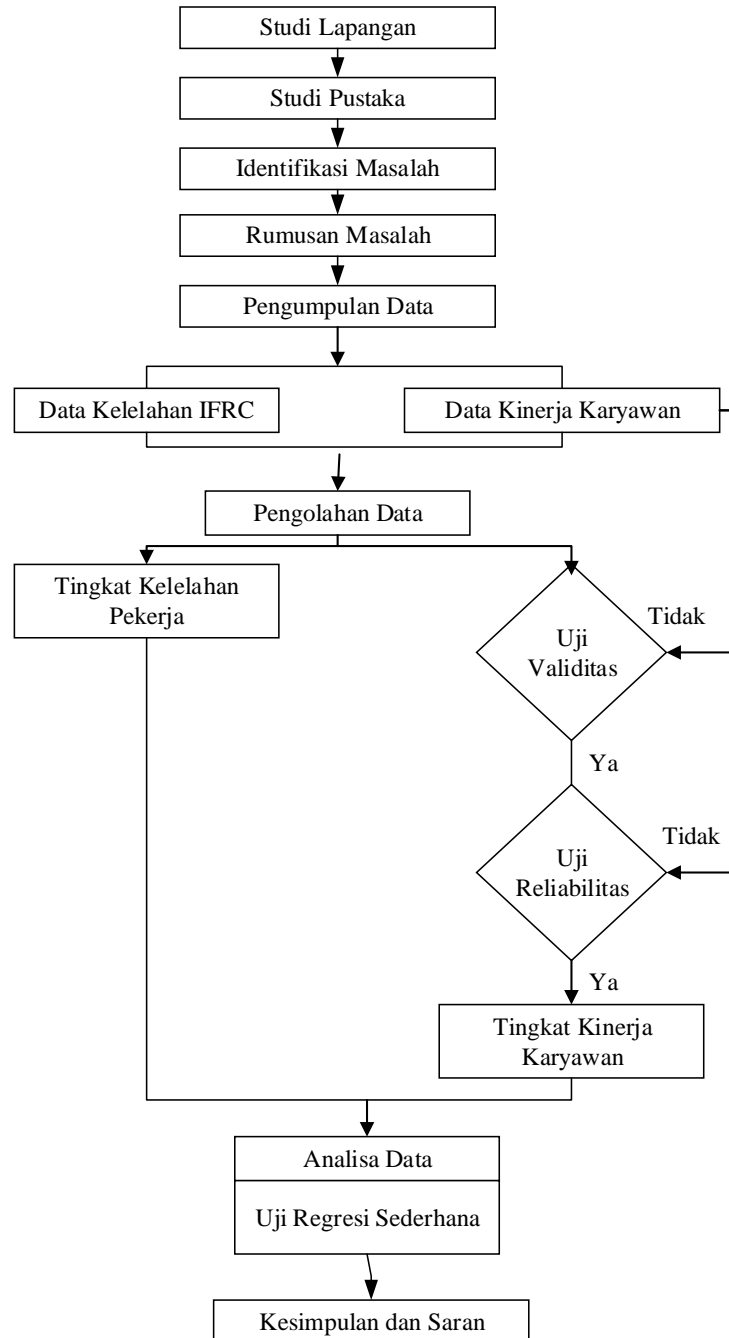 Studi Lapangan
Studi Pustaka
Identifikasi Masalah
Rumusan Masalah
Pengumpulan Data
Data Kelelahan IFRC
Data Kinerja Karyawan
Pengolahan Data
Tingkat Kelelahan
Pekerja
Uji
Validitas
Tidak
Ya
Uji
Reliabilitas
Tidak
Ya
Tingkat Kinerja
Karyawan
Analisa Data
Uji Regresi Sederhana
Kesimpulan dan Saran